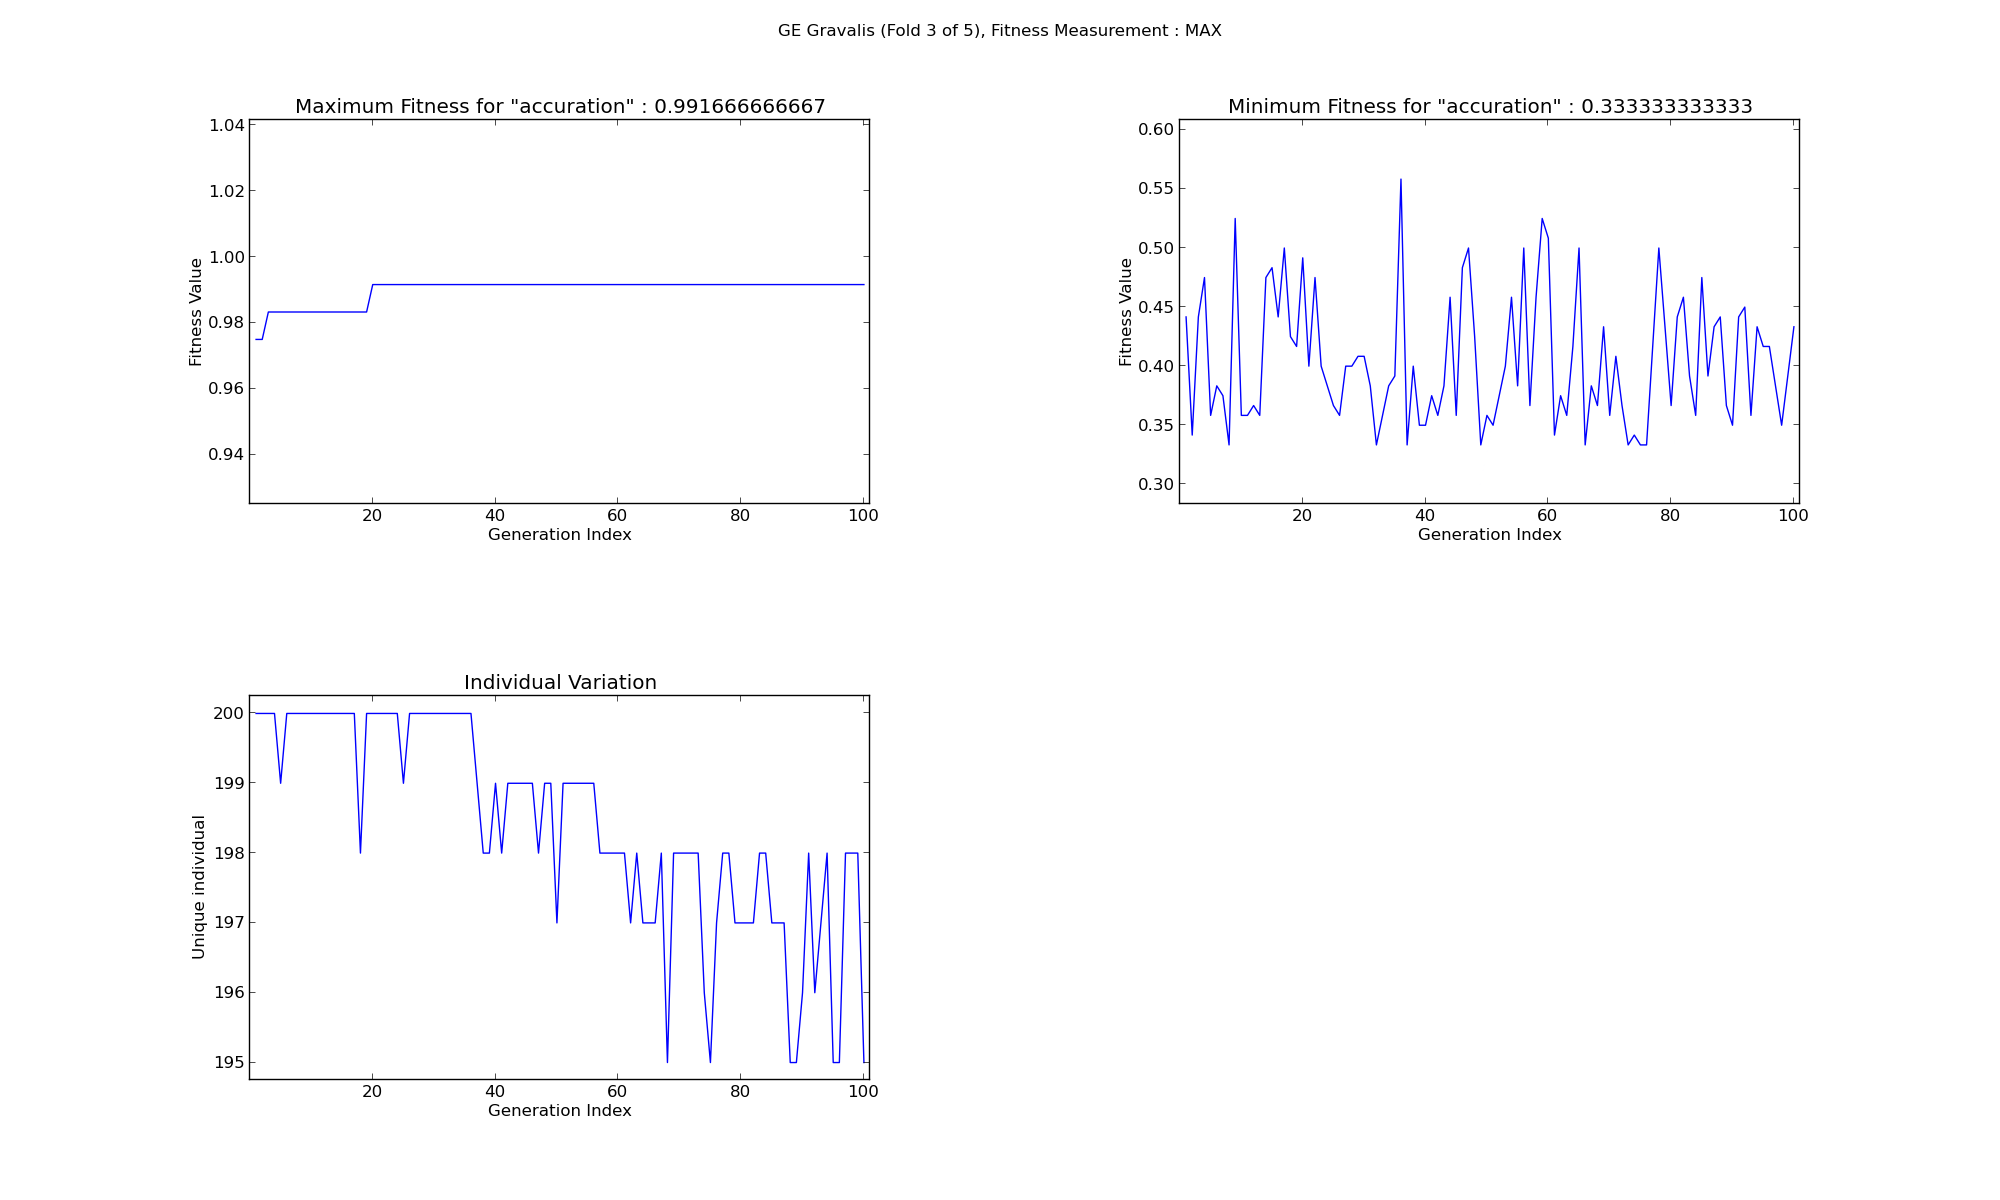 GE Gravalis (Fold 3 of 5), Fitness Measurement : MAX
Maximum Fitness for "accuration" : 0.991666666667
1.04
1.02
1.00
0.98
0.96
0.94
Fitness Value
20 40 60 80 100
Generation Index
Minimum Fitness for "accuration" : 0.333333333333
0.60
0.55
0.50
0.45
0.40
0.35
0.30
Fitness Value
20 40 60 80 100
Generation Index
Individual Variation
200
199
198
197
196
195
Unique individual
20 40 60 80 100
Generation Index